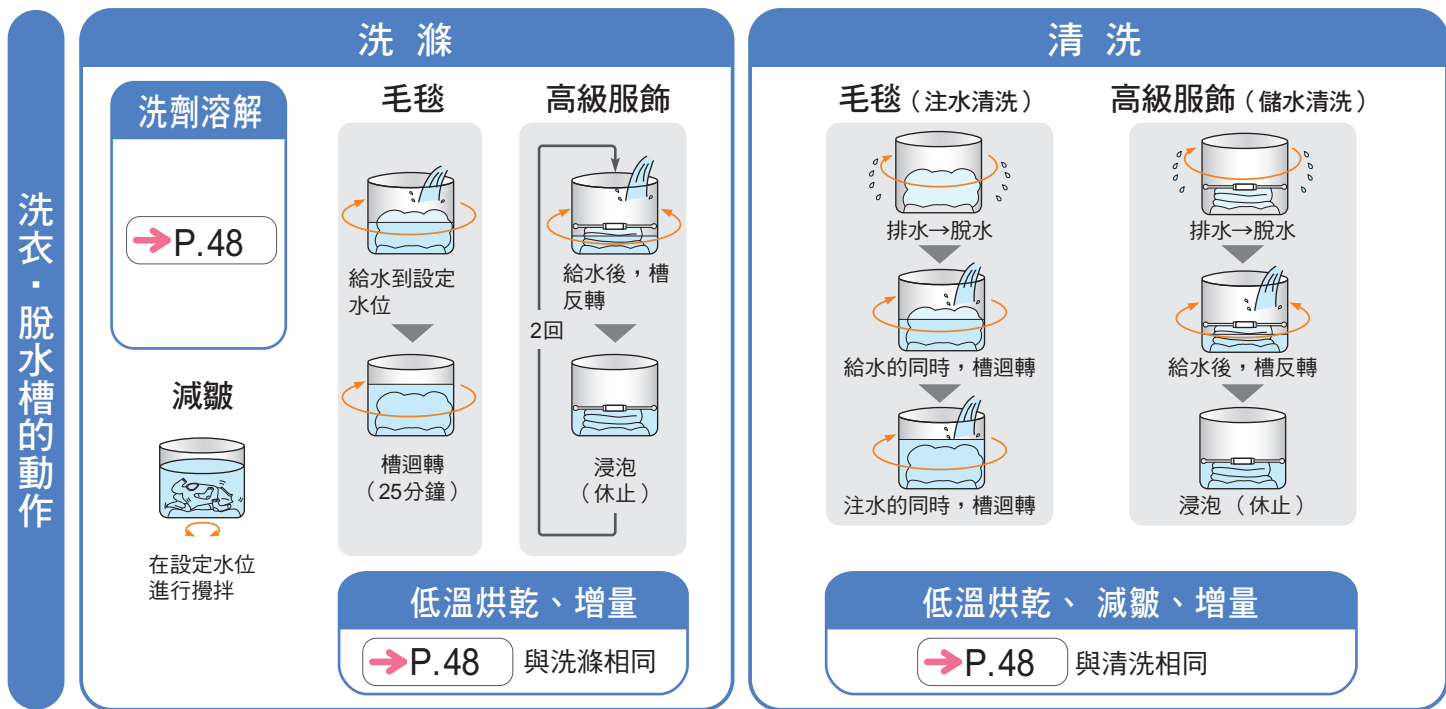 洗衣・脫水槽的動作
洗 滌
洗劑溶解
→P.48
減皺
在設定水位
進行攪拌
毛毯
給水到設定
水位
槽迴轉
（25分鐘）
高級服飾
給水後，槽
反轉
2回
浸泡
（休止）
低溫烘乾、增量
→P.48 與洗滌相同
清 洗
毛毯（注水清洗）
排水→脫水
給水的同時，槽迴轉
注水的同時，槽迴轉
高級服飾（儲水清洗）
排水→脫水
給水後，槽反轉
浸泡（休止）
低溫烘乾、 減皺、增量
→P.48 與清洗相同